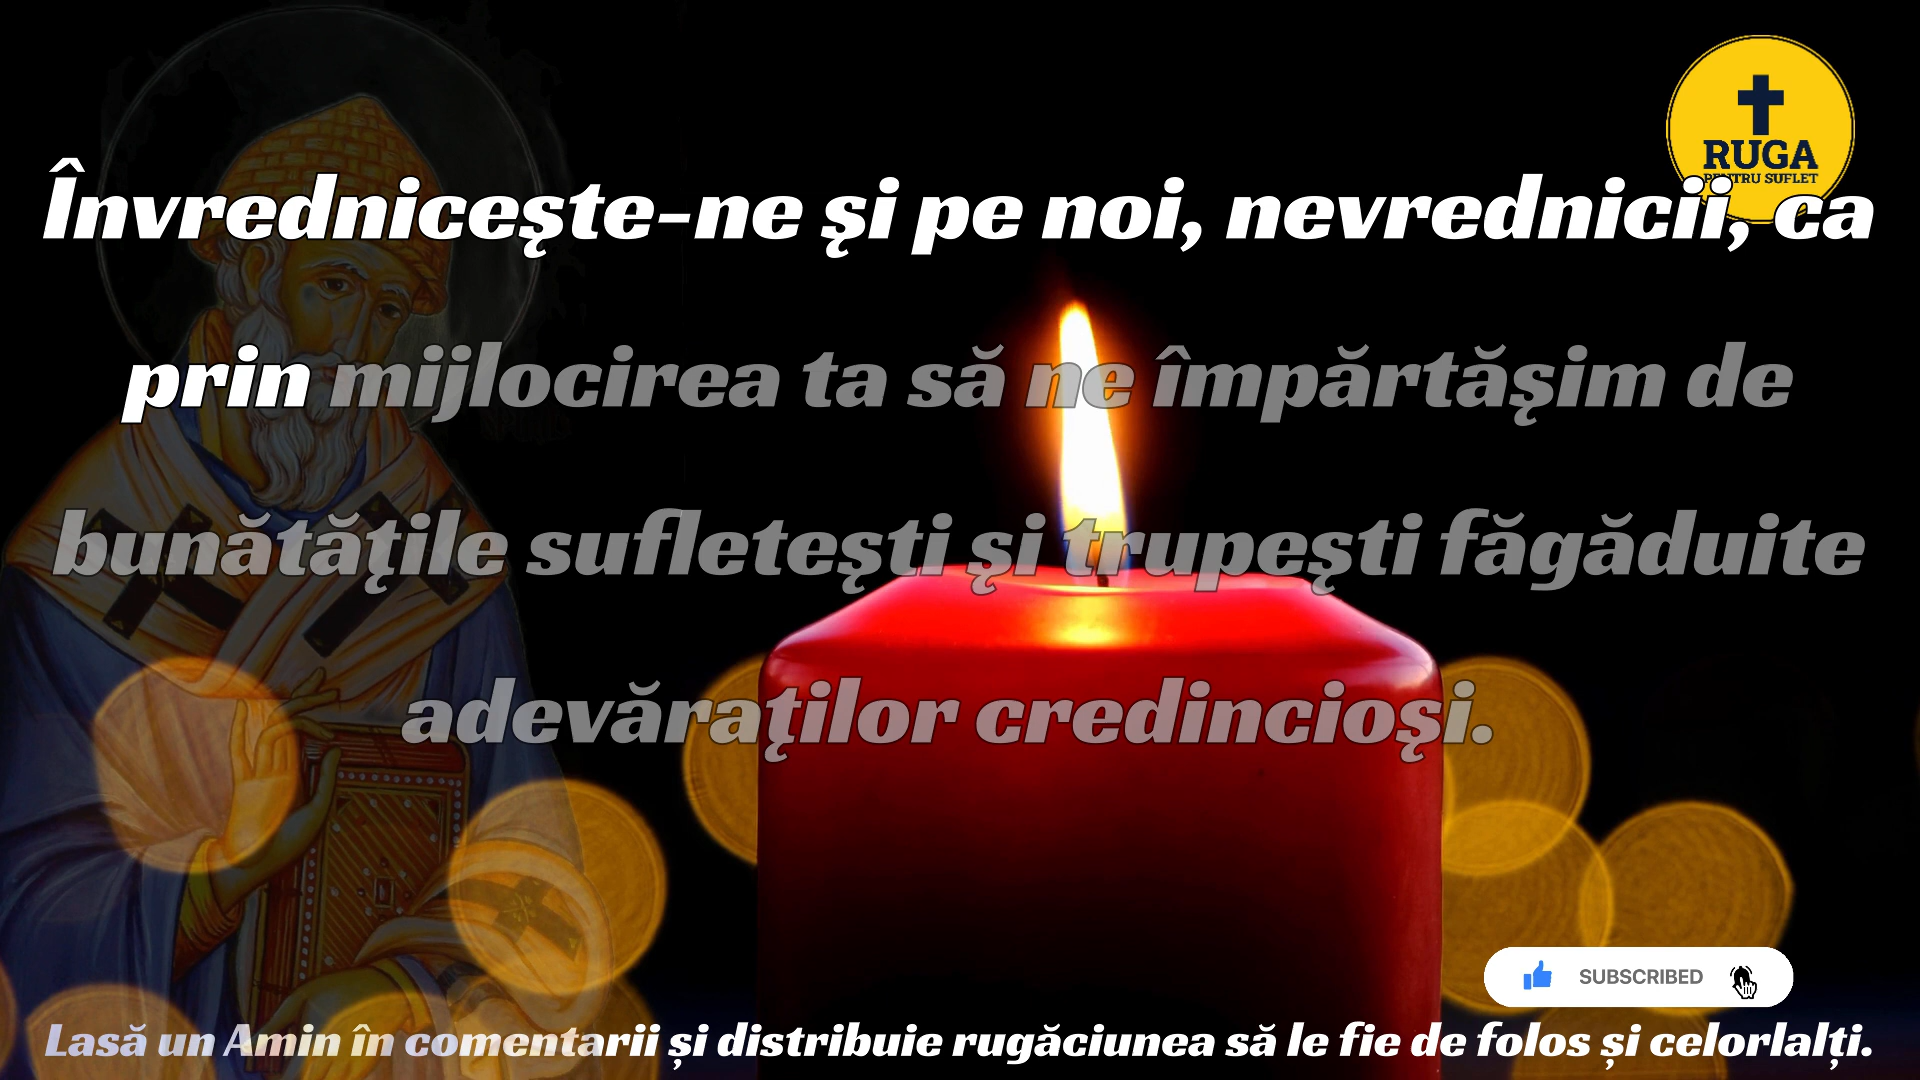 RUGA
PENTRU SUFLET
Învredniceşte-ne şi pe noi, nevrednicii, ca
prin mijlocirea ta să ne împărtăşim de
bunătăţile sufleteşti şi trupeşti făgăduite
adevăraţilor credincioşi.
SUBSCRIBED
Lasă un Amin în comentarii și distribuie rugăciunea să le fie de folos și celorlalți.